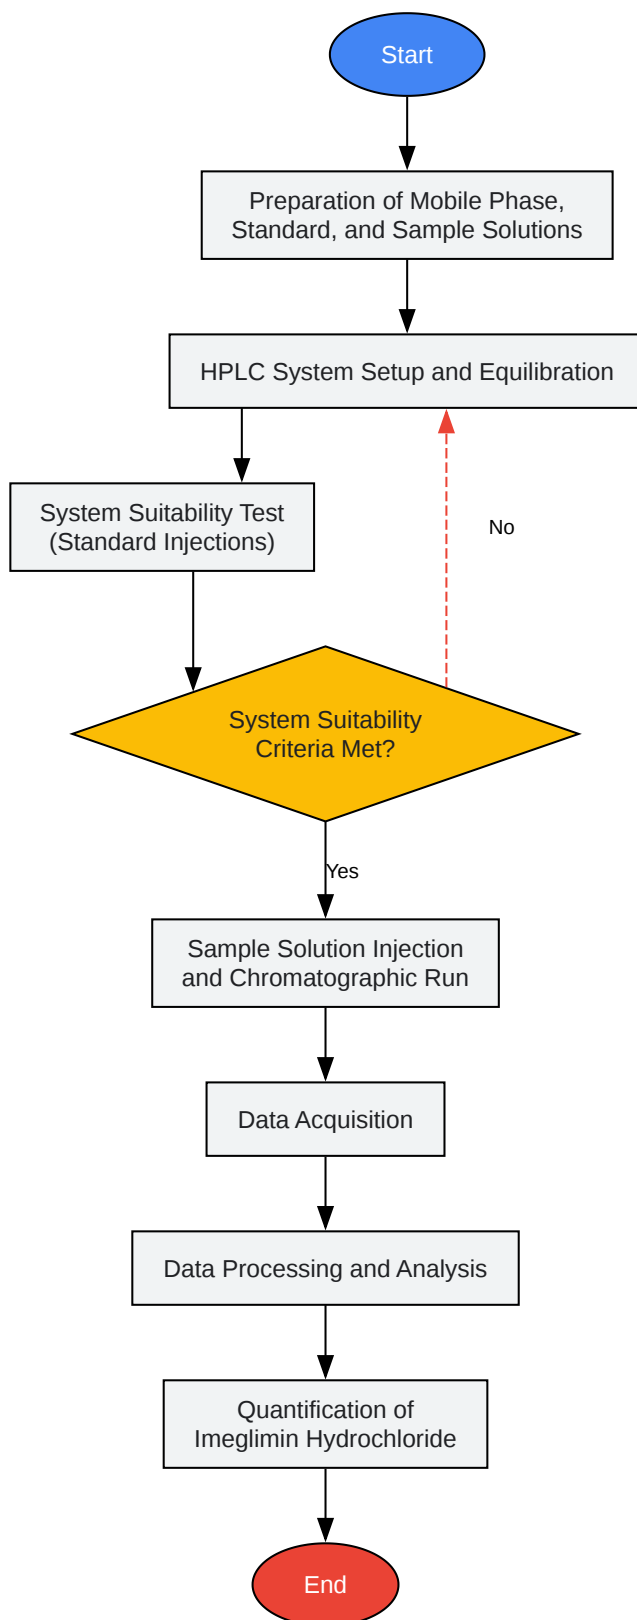 Start
Preparation of Mobile Phase,
Standard, and Sample Solutions
HPLC System Setup and Equilibration
System Suitability Test
(Standard Injections)
No
System Suitability
Criteria Met?
Yes
Sample Solution Injection
and Chromatographic Run
Data Acquisition
Data Processing and Analysis
Quantification of
Imeglimin Hydrochloride
End